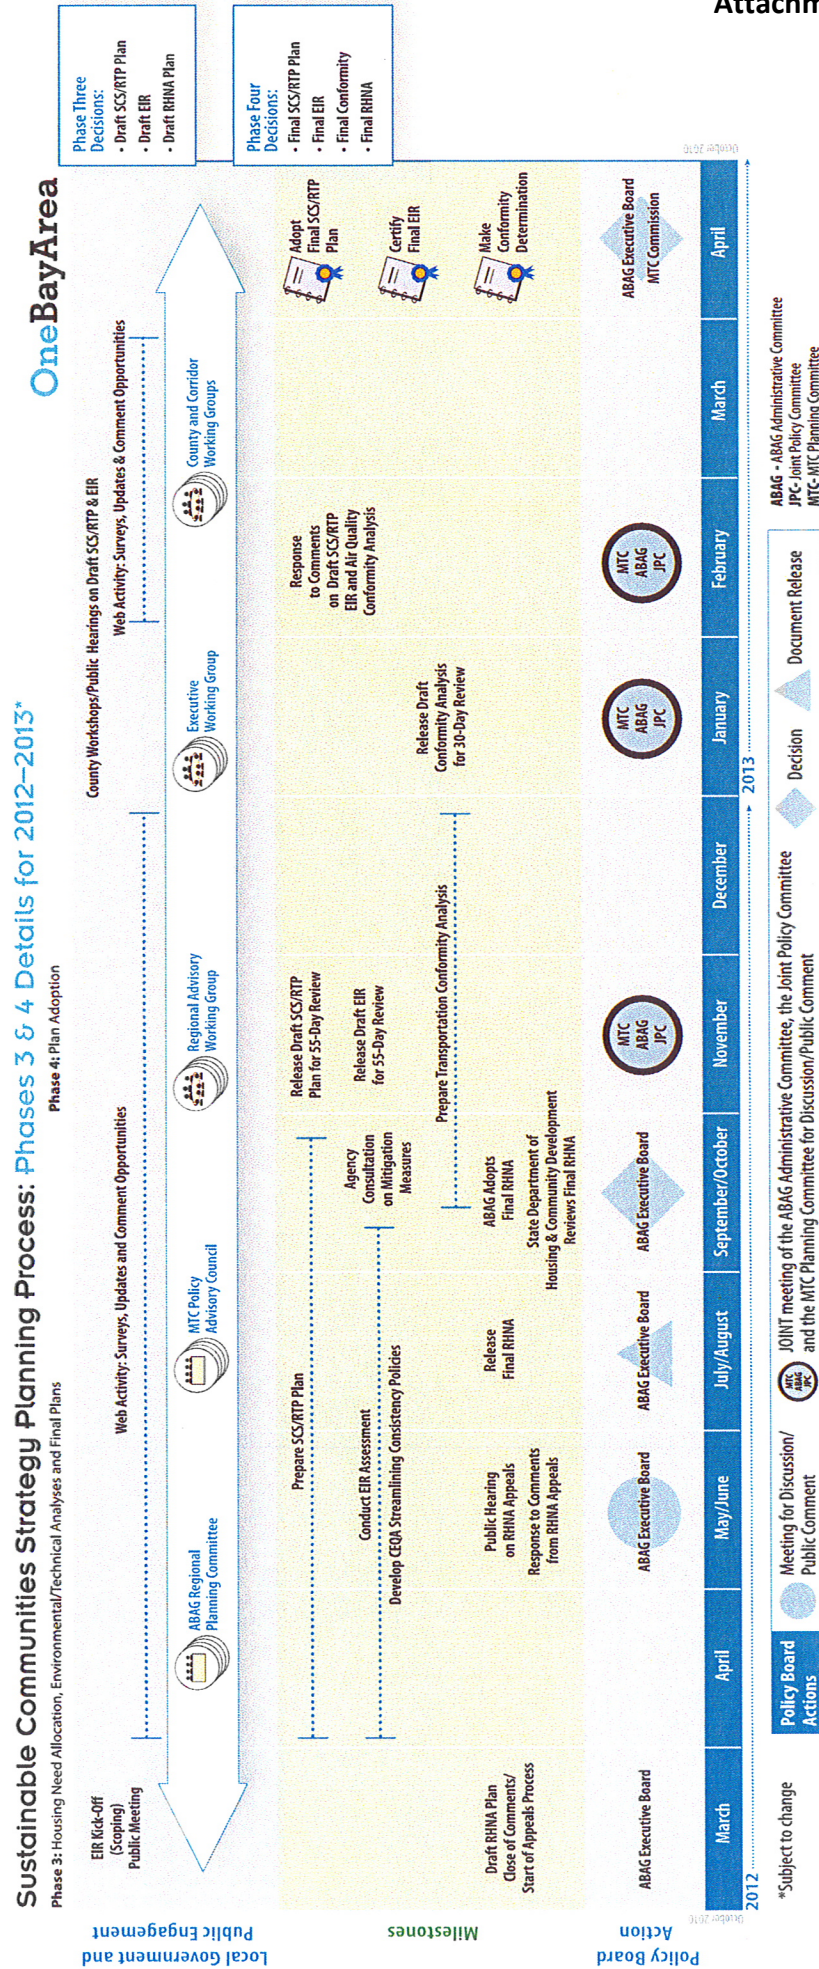 Attachm
Sustainable Communities Strategy Planning Process: Phases 3 & 4 Details for 2012–2013*
OneBayArea
Phase 3: Housing Need Allocation, Environmental/Technical Analyses and Final Plans
Phase 4: Plan Adoption
Phase Three
Decisions:
• Draft SCS/RTP Plan
• Draft EIR
• Draft RHNA Plan
Phase Four
Decisions:
• Final SCS/RTP Plan
• Final EIR
• Final Conformity
• Final RHNA
Local Government and
Public Engagement
EIR Kick-Off
(Scoping)
Public Meeting
Web Activity: Surveys, Updates and Comment Opportunities
County Workshops/Public Hearings on Draft SCS/RTP & EIR
Web Activity: Surveys, Updates & Comment Opportunities
ABAG Regional
Planning Committee
MTC Policy
Advisory Council
Regional Advisory
Working Group
Executive
Working Group
County and Corridor
Working Groups
Milestones
Prepare SCS/RTP Plan
Release Draft SCS/RTP
Plan for 55-Day Review
Response
to Comments
on Draft SCS/RTP
EIR and Air Quality
Conformity Analysis
Adopt
Final SCS/RTP
Plan
Conduct EIR Assessment
Develop CEQA Streamlining Consistency Policies
Agency
Consultation
on Mitigation
Measures
Release Draft EIR
for 55-Day Review
Certify
Final EIR
Prepare Transportation Conformity Analysis
Release Draft
Conformity Analysis
for 30-Day Review
Make
Conformity
Determination
Draft RHNA Plan
Close of Comments/
Start of Appeals Process
Public Hearing
on RHNA Appeals
Response to Comments
from RHNA Appeals
Release
Final RHNA
ABAG Adopts
Final RHNA
State Department of
Housing & Community Development
Reviews Final RHNA
Policy Board
Action
ABAG Executive Board
ABAG Executive Board
ABAG Executive Board
ABAG Executive Board
MTC
ABAG
JPC
MTC
ABAG
JPC
MTC
ABAG
JPC
ABAG Executive Board
MTC Commission
October 2010
October 2010
March
April
May/June
July/August
September/October
November
December
January
February
March
April
2012
2013
*Subject to change
Policy Board
Actions
Meeting for Discussion/
Public Comment
MTC
ABAG
JPC
JOINT meeting of the ABAG Administrative Committee, the Joint Policy Committee
and the MTC Planning Committee for Discussion/Public Comment
Decision
Document Release
ABAG - ABAG Administrative Committee
JPC- Joint Policy Committee
MTC- MTC Planning Committee